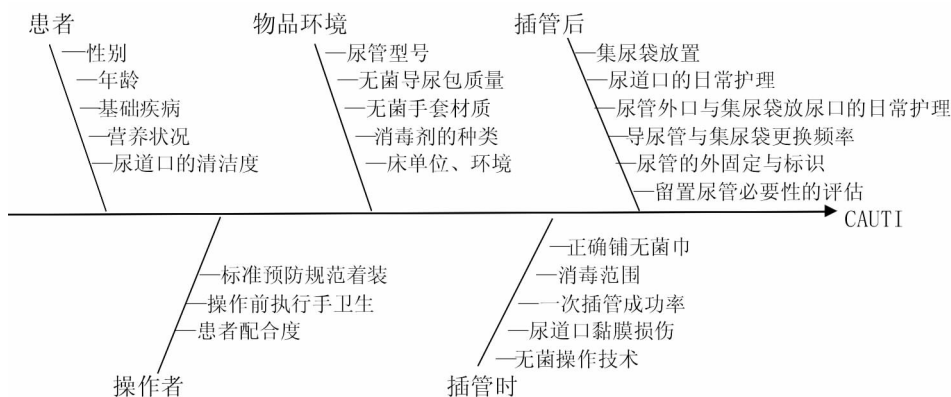 患者
性别
年龄
基础疾病
营养状况
尿道口的清洁度
物品环境
尿管型号
无菌导尿包质量
无菌手套材质
消毒剂的种类
床单位、环境
插管后
集尿袋放置
尿道口的日常护理
尿管外口与集尿袋放尿口的日常护理
导尿管与集尿袋更换频率
尿管的外固定与标识
留置尿管必要性的评估
CAUTI
标准预防规范着装
操作前执行手卫生
患者配合度
操作者
正确铺无菌巾
消毒范围
一次插管成功率
尿道口黏膜损伤
无菌操作技术
插管时